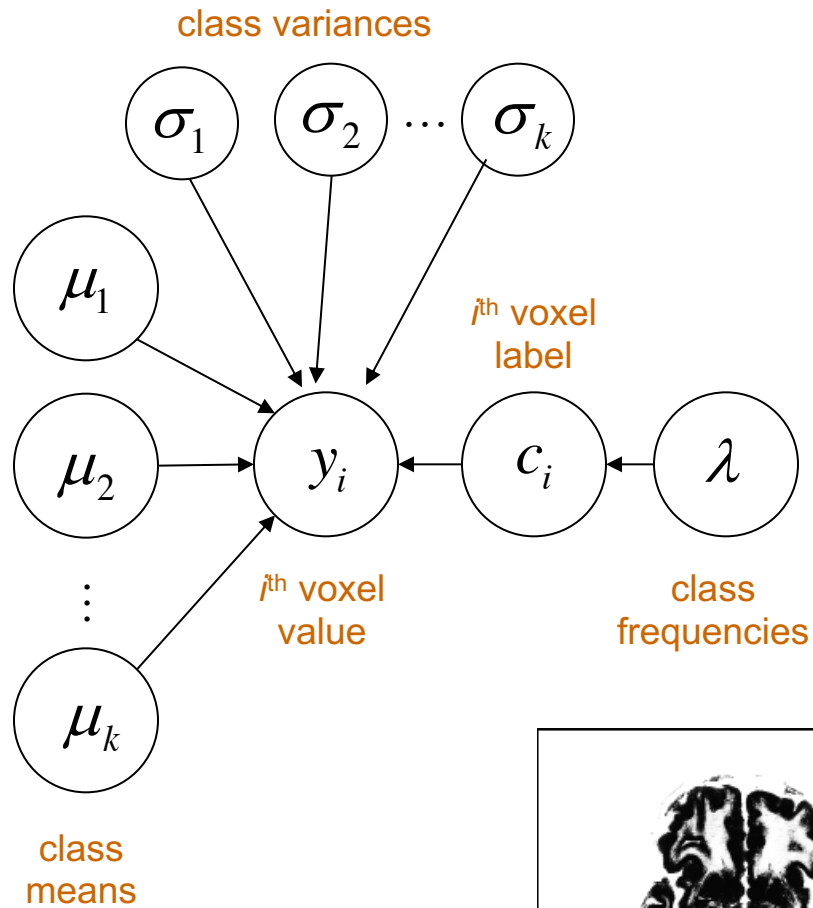 class variances
σ₁ σ₂ … σₖ
μ₁
iᵗʰ voxel
label
μ₂ yᵢ cᵢ λ
⋮
iᵗʰ voxel
value
class
frequencies
μₖ
class
means